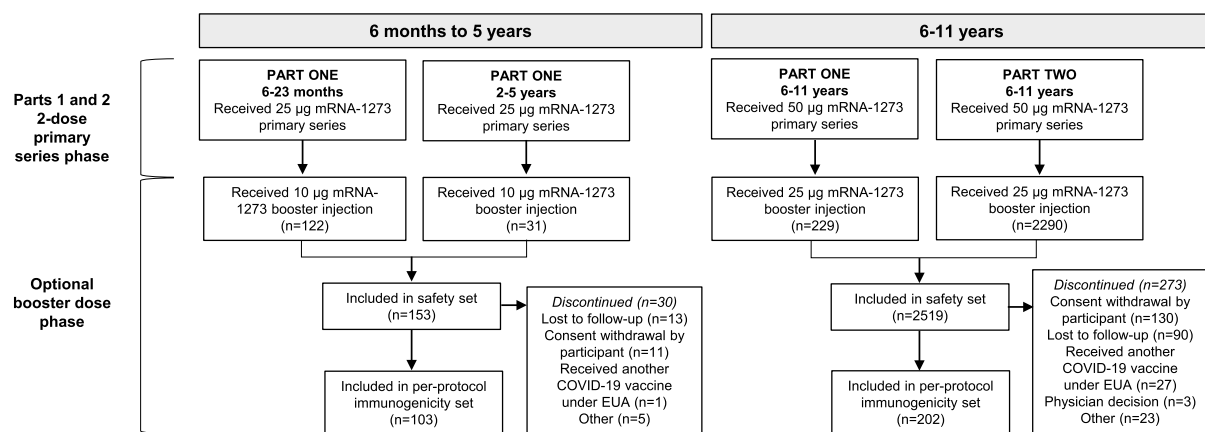 6 months to 5 years
6-11 years
Parts 1 and 2
2-dose
primary
series phase
PART ONE
6-23 months
Received 25 µg mRNA-1273
primary series
PART ONE
2-5 years
Received 25 µg mRNA-1273
primary series
PART ONE
6-11 years
Received 50 µg mRNA-1273
primary series
PART TWO
6-11 years
Received 50 µg mRNA-1273
primary series
Optional
booster dose
phase
Received 10 µg mRNA-
1273 booster injection
(n=122)
Received 10 µg mRNA-1273
booster injection
(n=31)
Received 25 µg mRNA-1273
booster injection
(n=229)
Received 25 µg mRNA-1273
booster injection
(n=2290)
Included in safety set
(n=153)
Discontinued (n=30)
Lost to follow-up (n=13)
Consent withdrawal by
participant (n=11)
Received another
COVID-19 vaccine
under EUA (n=1)
Other (n=5)
Included in per-protocol
immunogenicity set
(n=103)
Included in safety set
(n=2519)
Discontinued (n=273)
Consent withdrawal by
participant (n=130)
Lost to follow-up (n=90)
Received another
COVID-19 vaccine
under EUA (n=27)
Physician decision (n=3)
Other (n=23)
Included in per-protocol
immunogenicity set
(n=202)